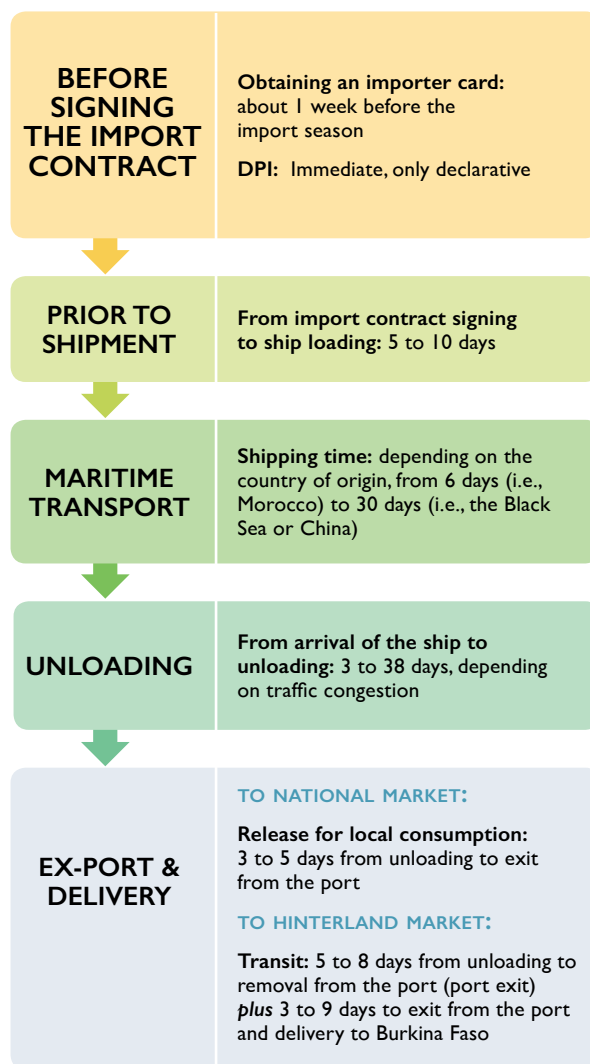 BEFORE
SIGNING
THE IMPORT
CONTRACT
Obtaining an importer card:
about 1 week before the
import season
DPI: Immediate, only declarative
PRIOR TO
SHIPMENT
From import contract signing
to ship loading: 5 to 10 days
MARITIME
TRANSPORT
Shipping time: depending on the
country of origin, from 6 days (i.e.,
Morocco) to 30 days (i.e., the Black
Sea or China)
UNLOADING
From arrival of the ship to
unloading: 3 to 38 days, depending
on traffic congestion
EX-PORT &
DELIVERY
TO NATIONAL MARKET:
Release for local consumption:
3 to 5 days from unloading to exit
from the port
TO HINTERLAND MARKET:
Transit: 5 to 8 days from unloading to
removal from the port (port exit)
plus 3 to 9 days to exit from the port
and delivery to Burkina Faso